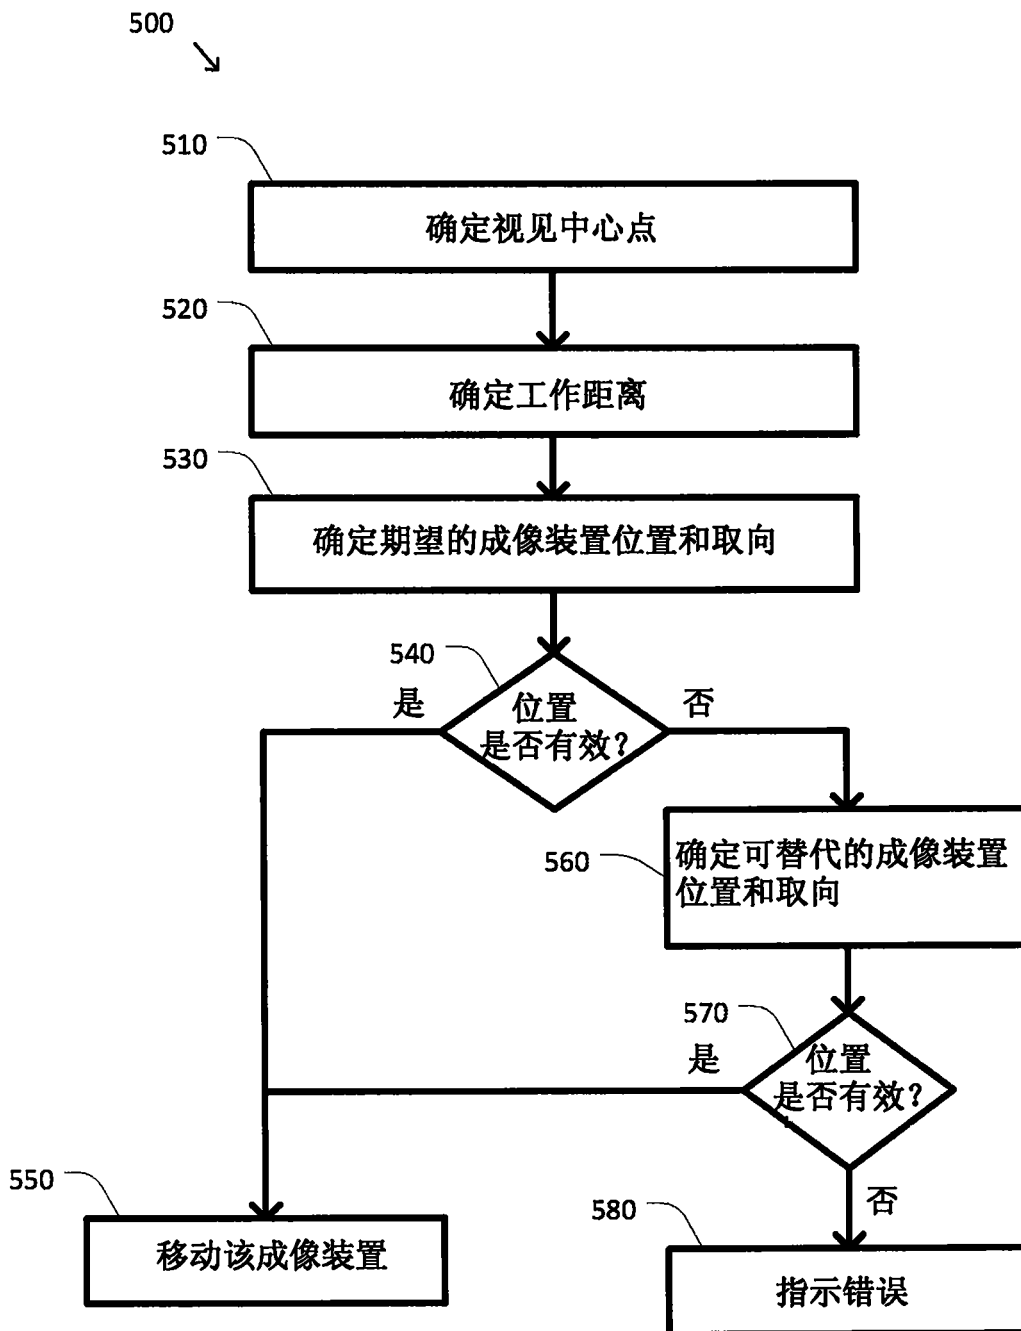 500
510
确定视见中心点
520
确定工作距离
530
确定期望的成像装置位置和取向
540
是
位置
是否有效?
否
560
确定可替代的成像装置
位置和取向
570
是
位置
是否有效?
550
移动该成像装置
否
580
指示错误